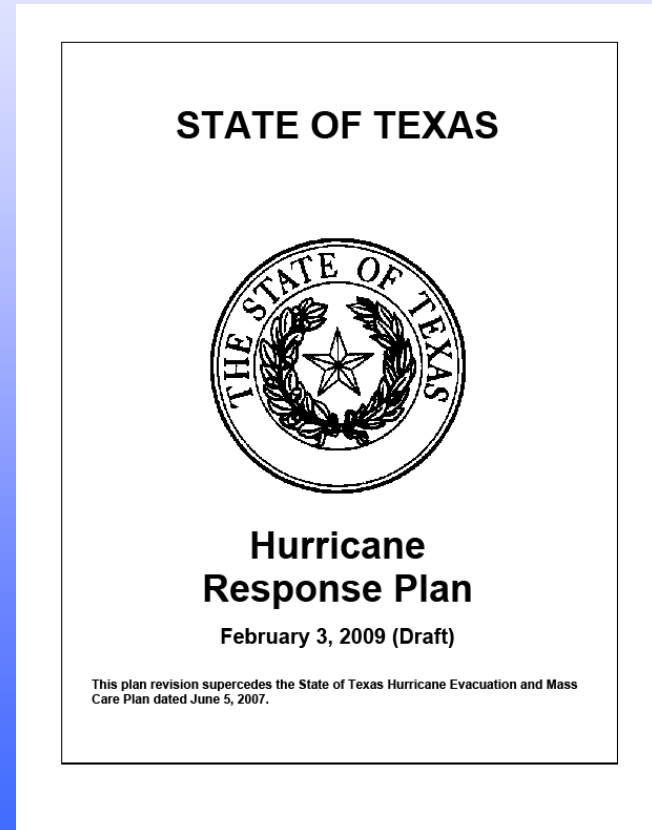 STATE OF TEXAS
THE STATE OF TEXAS
Hurricane
Response Plan
February 3, 2009 (Draft)
This plan revision supercedes the State of Texas Hurricane Evacuation and Mass
Care Plan dated June 5, 2007.